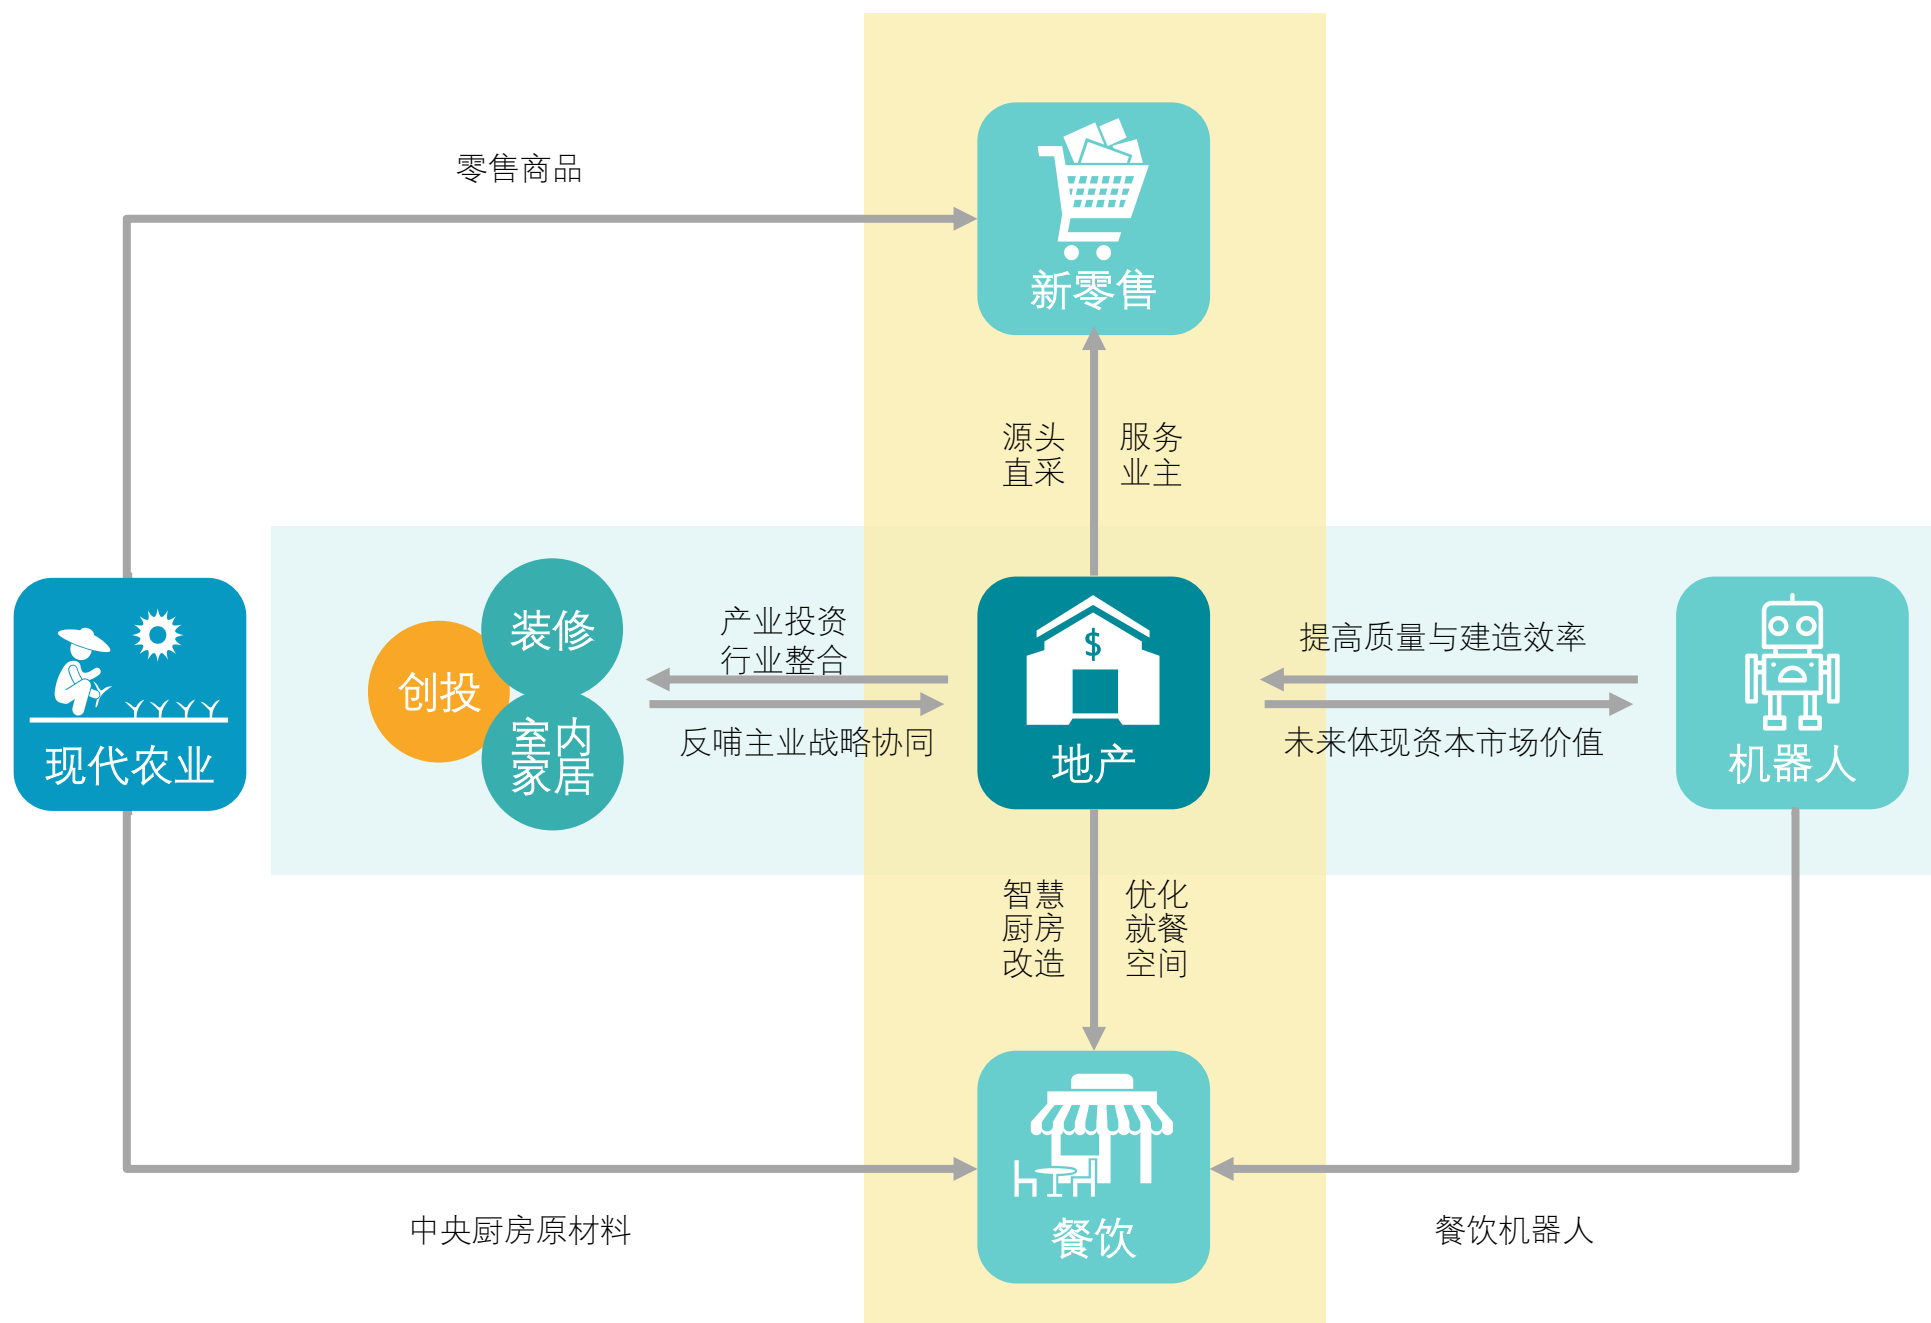 零售商品
新零售
源头
直采
服务
业主
现代农业
创投
装修
室内
家居
产业投资
行业整合
反哺主业战略协同
$
地产
提高质量与建造效率
未来体现资本市场价值
机器人
智慧
厨房
改造
优化
就餐
空间
中央厨房原材料
餐饮
餐饮机器人